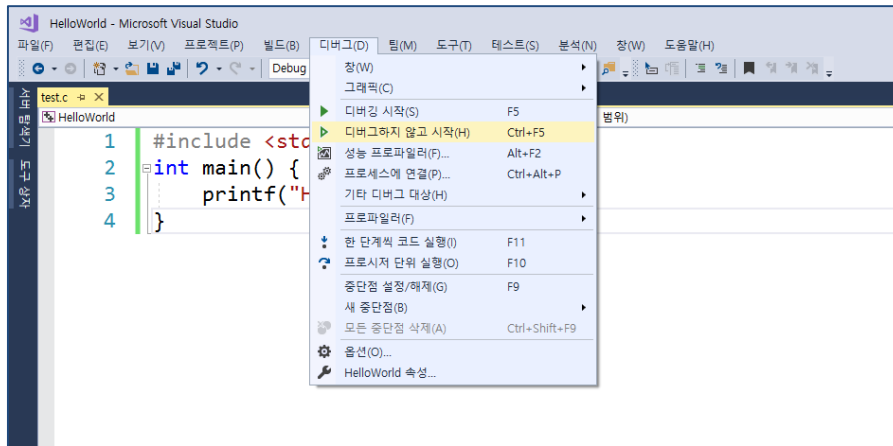 HelloWorld - Microsoft Visual Studio
파일(F) 편집(E) 보기(V) 프로젝트(P) 빌드(B) 디버그(D) 팀(M) 도구(T) 테스트(S) 분석(N) 창(W) 도움말(H)
Debug
test.c
HelloWorld
범위)
서버 탐색기
도구 상자
1 #include <std
2 int main() {
3 printf("H
4 }
창(W)
그래픽(C)
디버깅 시작(S) F5
디버그하지 않고 시작(H) Ctrl+F5
성능 프로파일러(F)... Alt+F2
프로세스에 연결(P)... Ctrl+Alt+P
기타 디버그 대상(H)
프로파일러(F)
한 단계씩 코드 실행(I) F11
프로시저 단위 실행(O) F10
중단점 설정/해제(G) F9
새 중단점(B)
모든 중단점 삭제(A) Ctrl+Shift+F9
옵션(O)...
HelloWorld 속성...